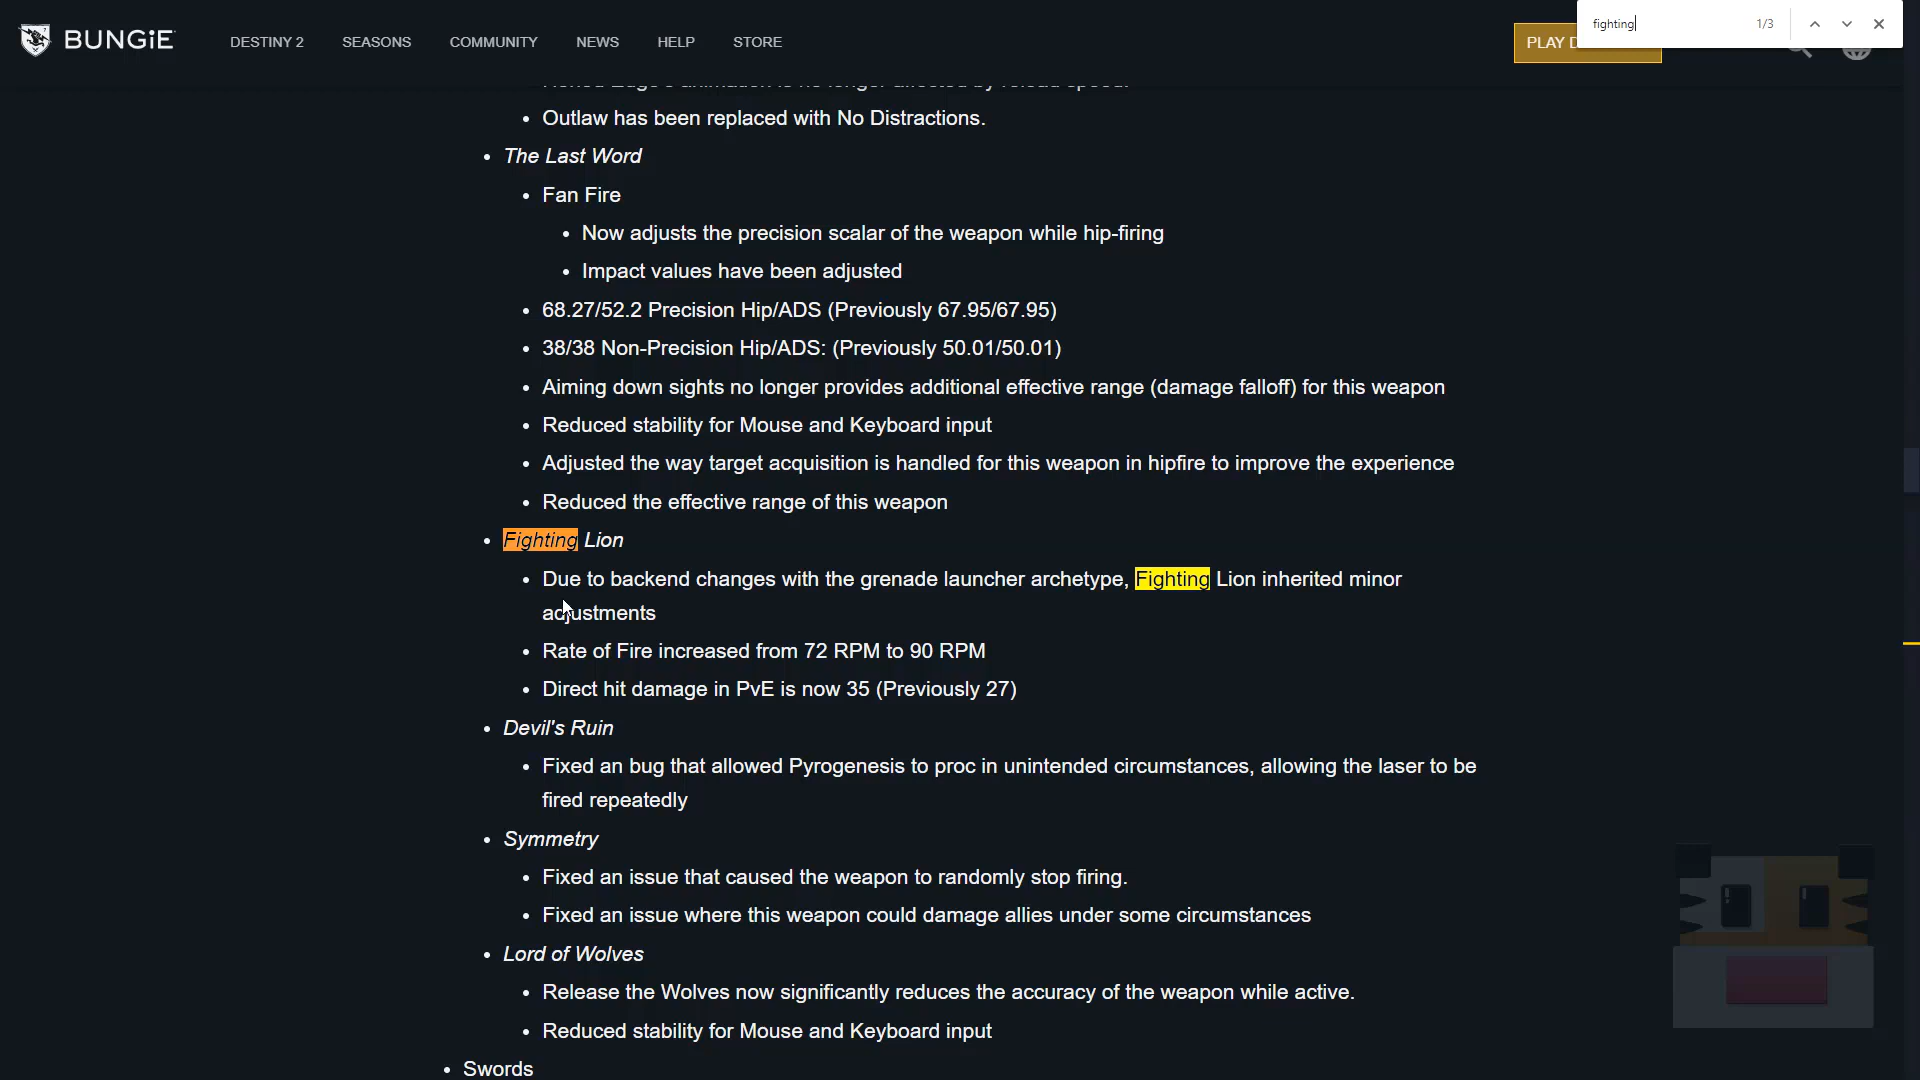 BUNGiE
DESTINY 2
SEASONS
COMMUNITY
NEWS
HELP
STORE
PLAY
fighting
1/3
• Outlaw has been replaced with No Distractions.
• The Last Word
• Fan Fire
• Now adjusts the precision scalar of the weapon while hip-firing
• Impact values have been adjusted
• 68.27/52.2 Precision Hip/ADS (Previously 67.95/67.95)
• 38/38 Non-Precision Hip/ADS: (Previously 50.01/50.01)
• Aiming down sights no longer provides additional effective range (damage falloff) for this weapon
• Reduced stability for Mouse and Keyboard input
• Adjusted the way target acquisition is handled for this weapon in hipfire to improve the experience
• Reduced the effective range of this weapon
• Fighting Lion
• Due to backend changes with the grenade launcher archetype, Fighting Lion inherited minor
adjustments
• Rate of Fire increased from 72 RPM to 90 RPM
• Direct hit damage in PvE is now 35 (Previously 27)
• Devil's Ruin
• Fixed an bug that allowed Pyrogenesis to proc in unintended circumstances, allowing the laser to be
fired repeatedly
• Symmetry
• Fixed an issue that caused the weapon to randomly stop firing.
• Fixed an issue where this weapon could damage allies under some circumstances
• Lord of Wolves
• Release the Wolves now significantly reduces the accuracy of the weapon while active.
• Reduced stability for Mouse and Keyboard input
• Swords